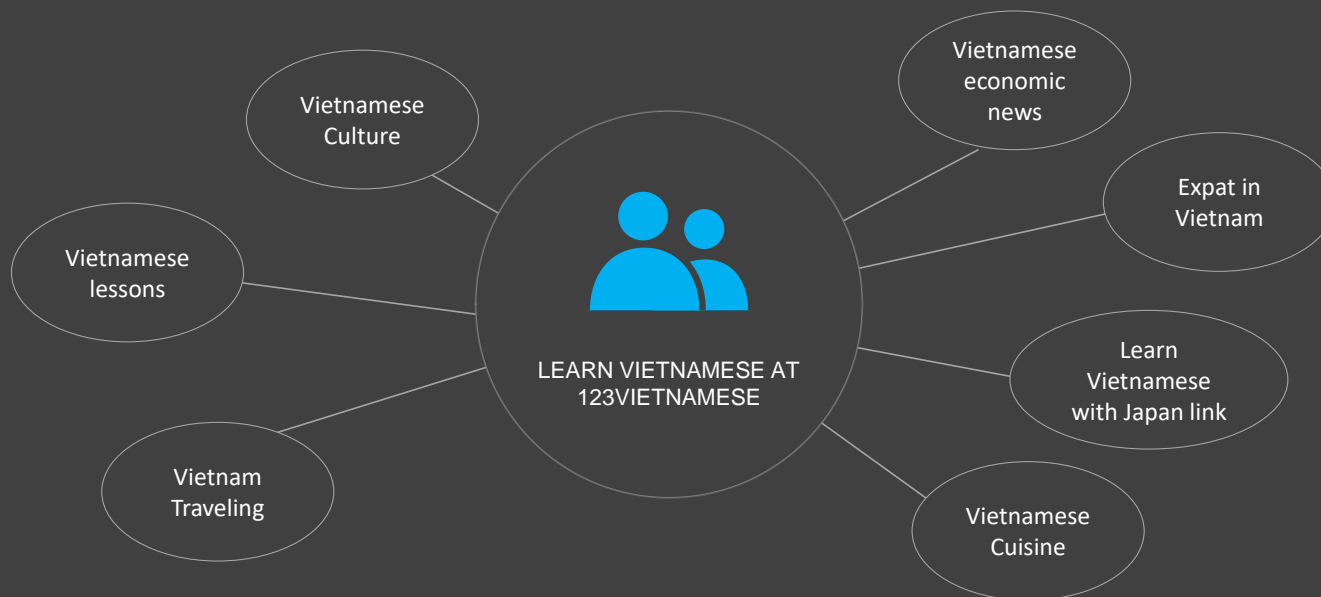 Vietnamese
Culture
Vietnamese
lessons
Vietnam
Traveling
LEARN VIETNAMESE AT
123VIETNAMESE
Vietnamese
economic
news
Expat in
Vietnam
Learn
Vietnamese
with Japan link
Vietnamese
Cuisine